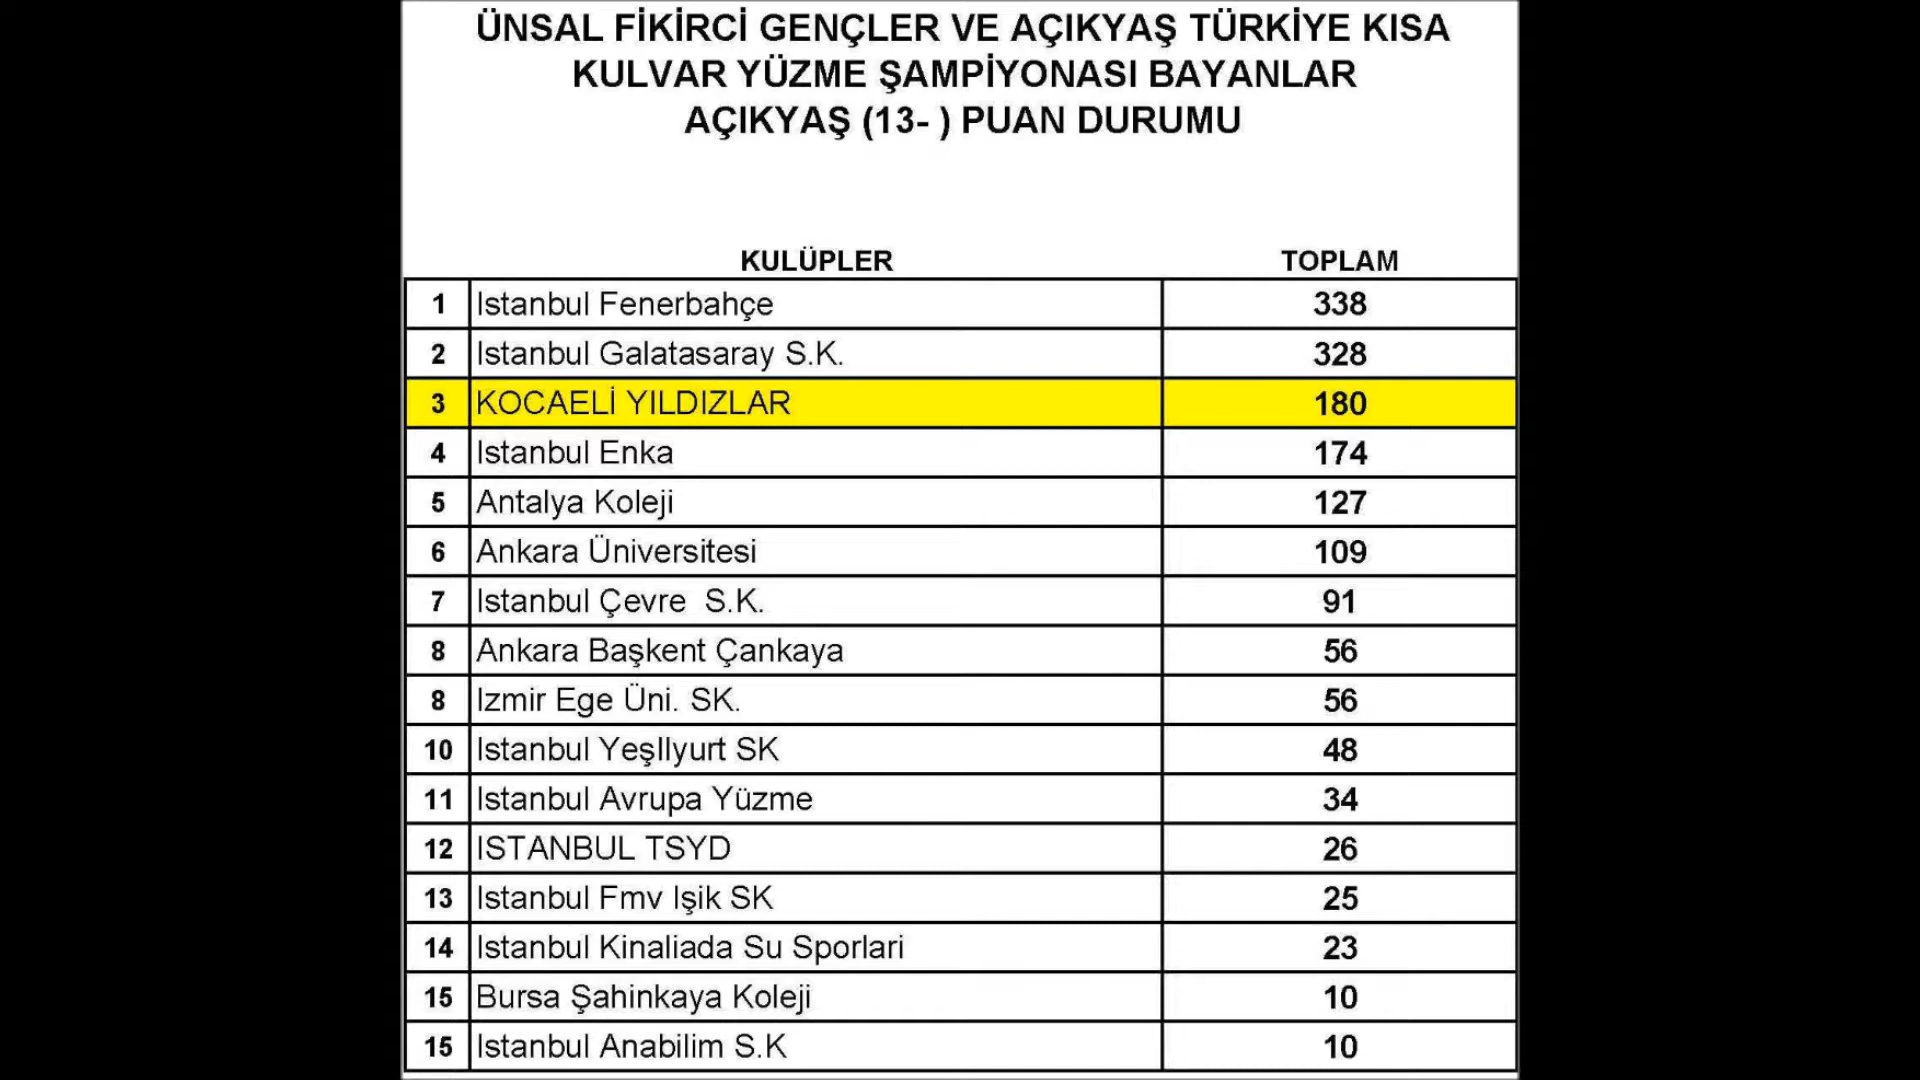 ÜNSAL FİKİRCİ GENÇLER VE AÇIKYAŞ TÜRKİYE KISA
KULVAR YÜZME ŞAMPİYONASI BAYANLAR
AÇIKYAŞ (13- ) PUAN DURUMU
KULÜPLER TOPLAM
1 Istanbul Fenerbahçe 338
2 Istanbul Galatasaray S.K. 328
3 KOCAELİ YILDIZLAR 180
4 Istanbul Enka 174
5 Antalya Koleji 127
6 Ankara Üniversitesi 109
7 Istanbul Çevre  S.K. 91
8 Ankara Başkent Çankaya 56
8 Izmir Ege Üni. SK. 56
10 Istanbul YeşIlyurt SK 48
11 Istanbul Avrupa Yüzme 34
12 ISTANBUL TSYD 26
13 Istanbul Fmv Işik SK 25
14 Istanbul Kinaliada Su Sporlari 23
15 Bursa Şahinkaya Koleji 10
15 Istanbul Anabilim S.K 10